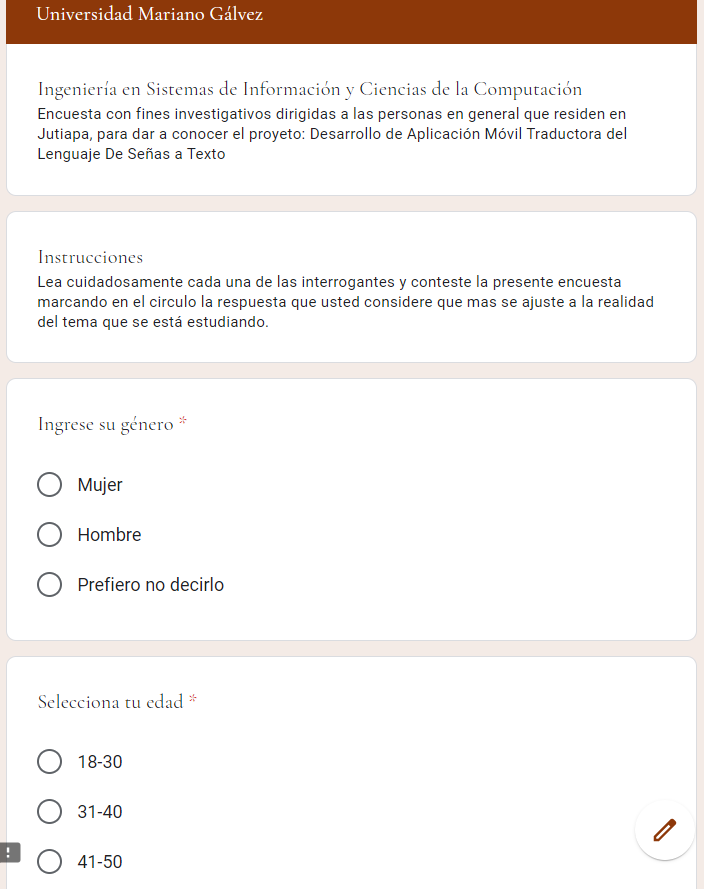 Universidad Mariano Gálvez
Ingeniería en Sistemas de Información y Ciencias de la Computación
Encuesta con fines investigativos dirigidas a las personas en general que residen en
Jutiapa, para dar a conocer el proyeto: Desarrollo de Aplicación Móvil Traductora del
Lenguaje De Señas a Texto
Instrucciones
Lea cuidadosamente cada una de las interrogantes y conteste la presente encuesta
marcando en el circulo la respuesta que usted considere que mas se ajuste a la realidad
del tema que se está estudiando.
Ingrese su género *
Mujer
Hombre
Prefiero no decirlo
Selecciona tu edad *
18-30
31-40
41-50